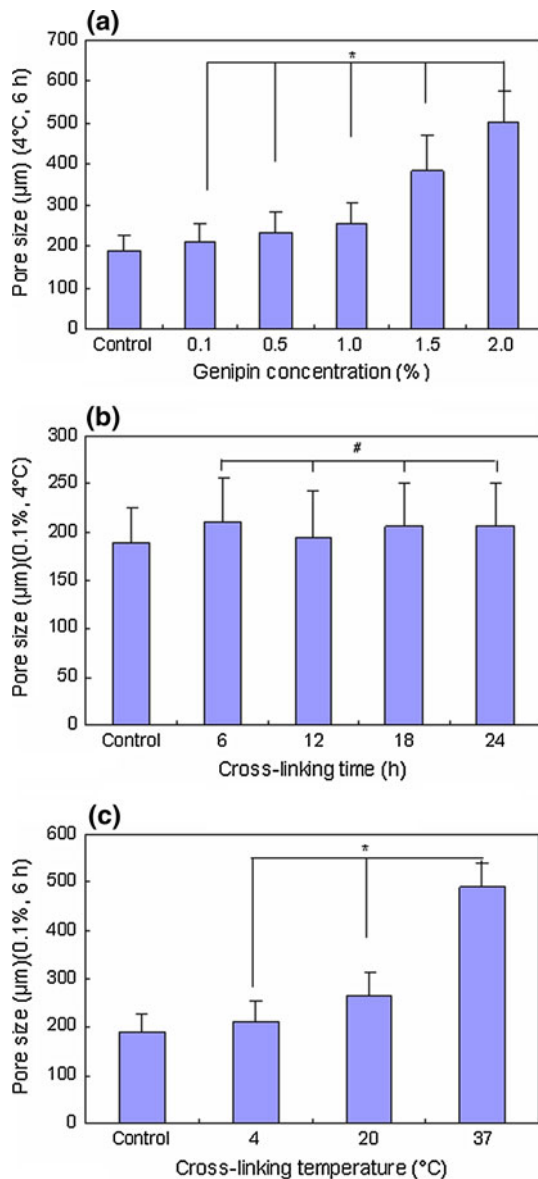 (a)
Pore size (µm) (4°C, 6 h)
700
600
500
400
300
200
100
0
*
Control 0.1 0.5 1.0 1.5 2.0
Genipin concentration (%)
(b)
Pore size (µm)(0.1%, 4°C)
300
250
200
150
100
50
0
#
Control 6 12 18 24
Cross-linking time (h)
(c)
Pore size (µm)(0.1%, 6 h)
600
500
400
300
200
100
0
*
Control 4 20 37
Cross-linking temperature (°C)